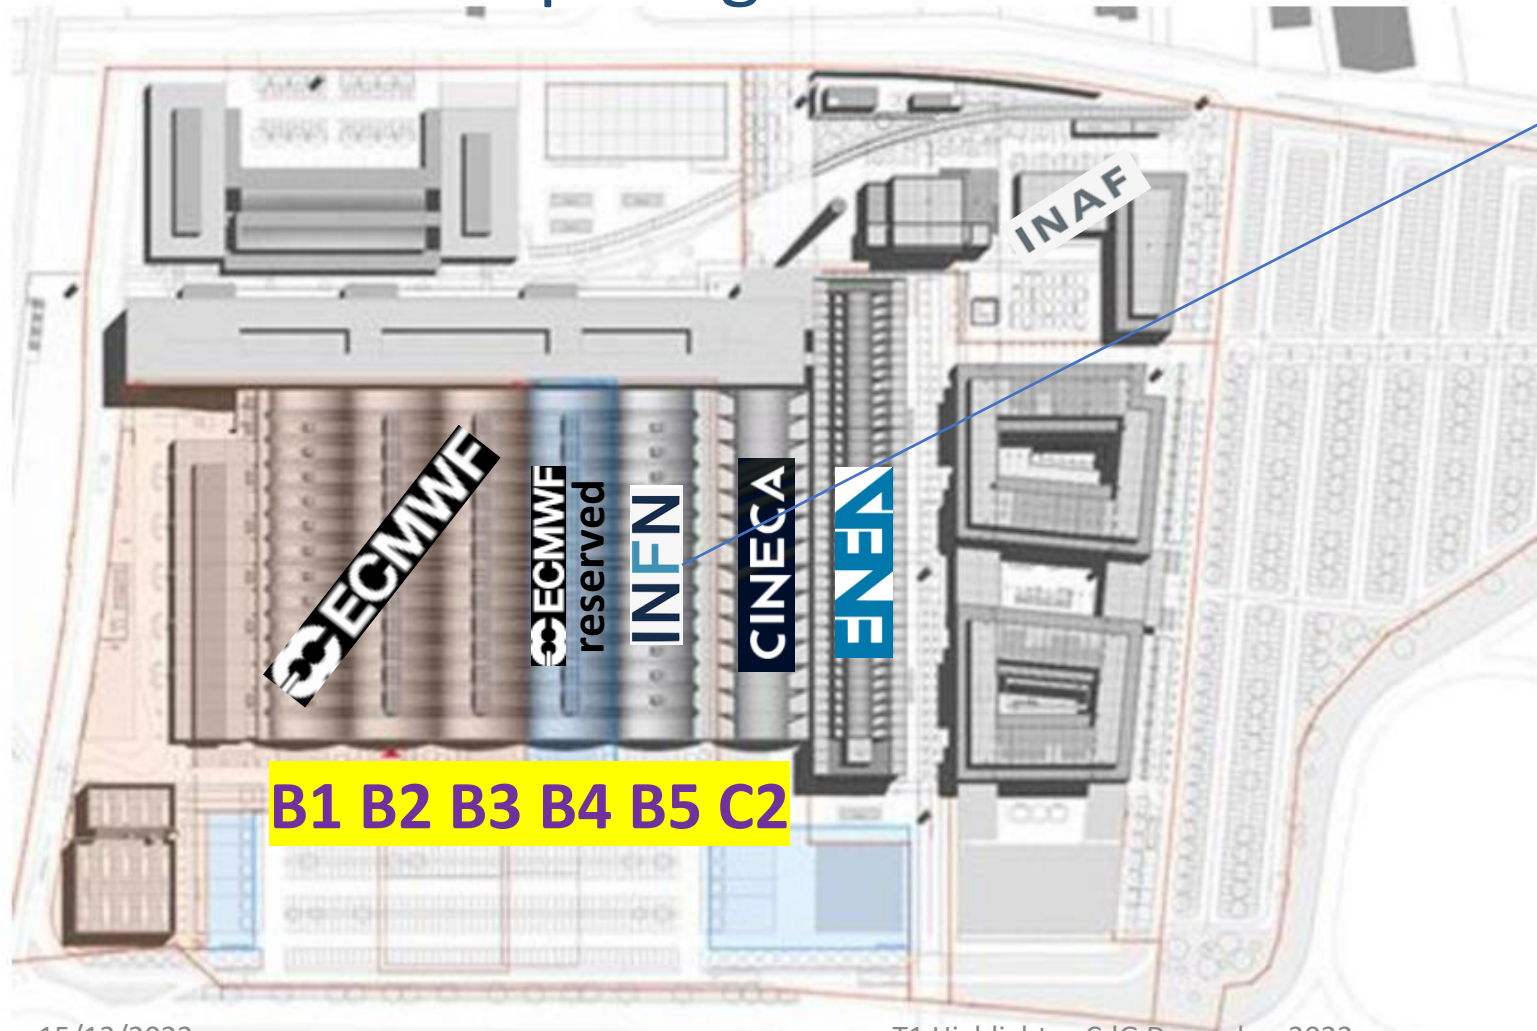 INAF
ECMWF
ECMWF
reserved
INFN
CINECA
ENEA
B1 B2 B3 B4 B5 C2